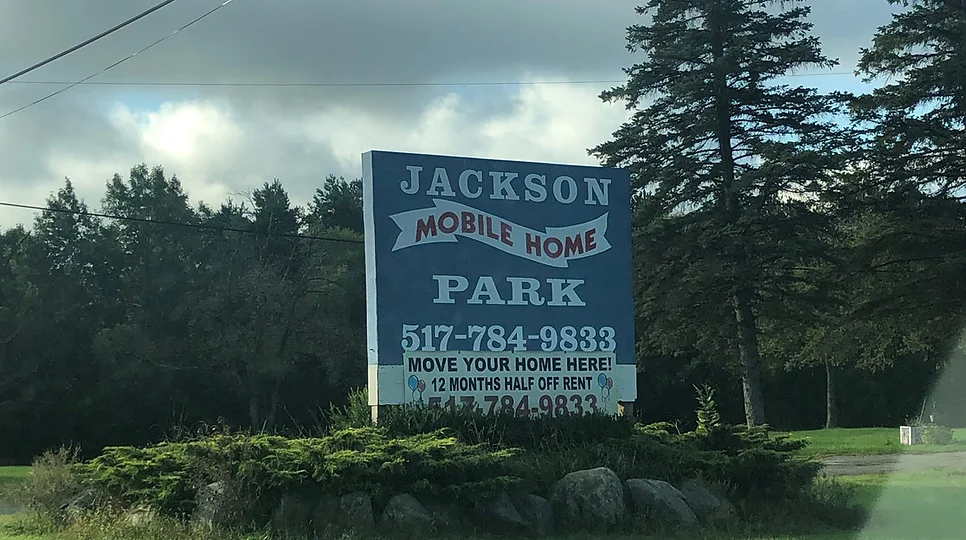 JACKSON
MOBILE HOME
PARK
517-784-9833
MOVE YOUR HOME HERE!
12 MONTHS HALF OFF RENT
517-784-9833